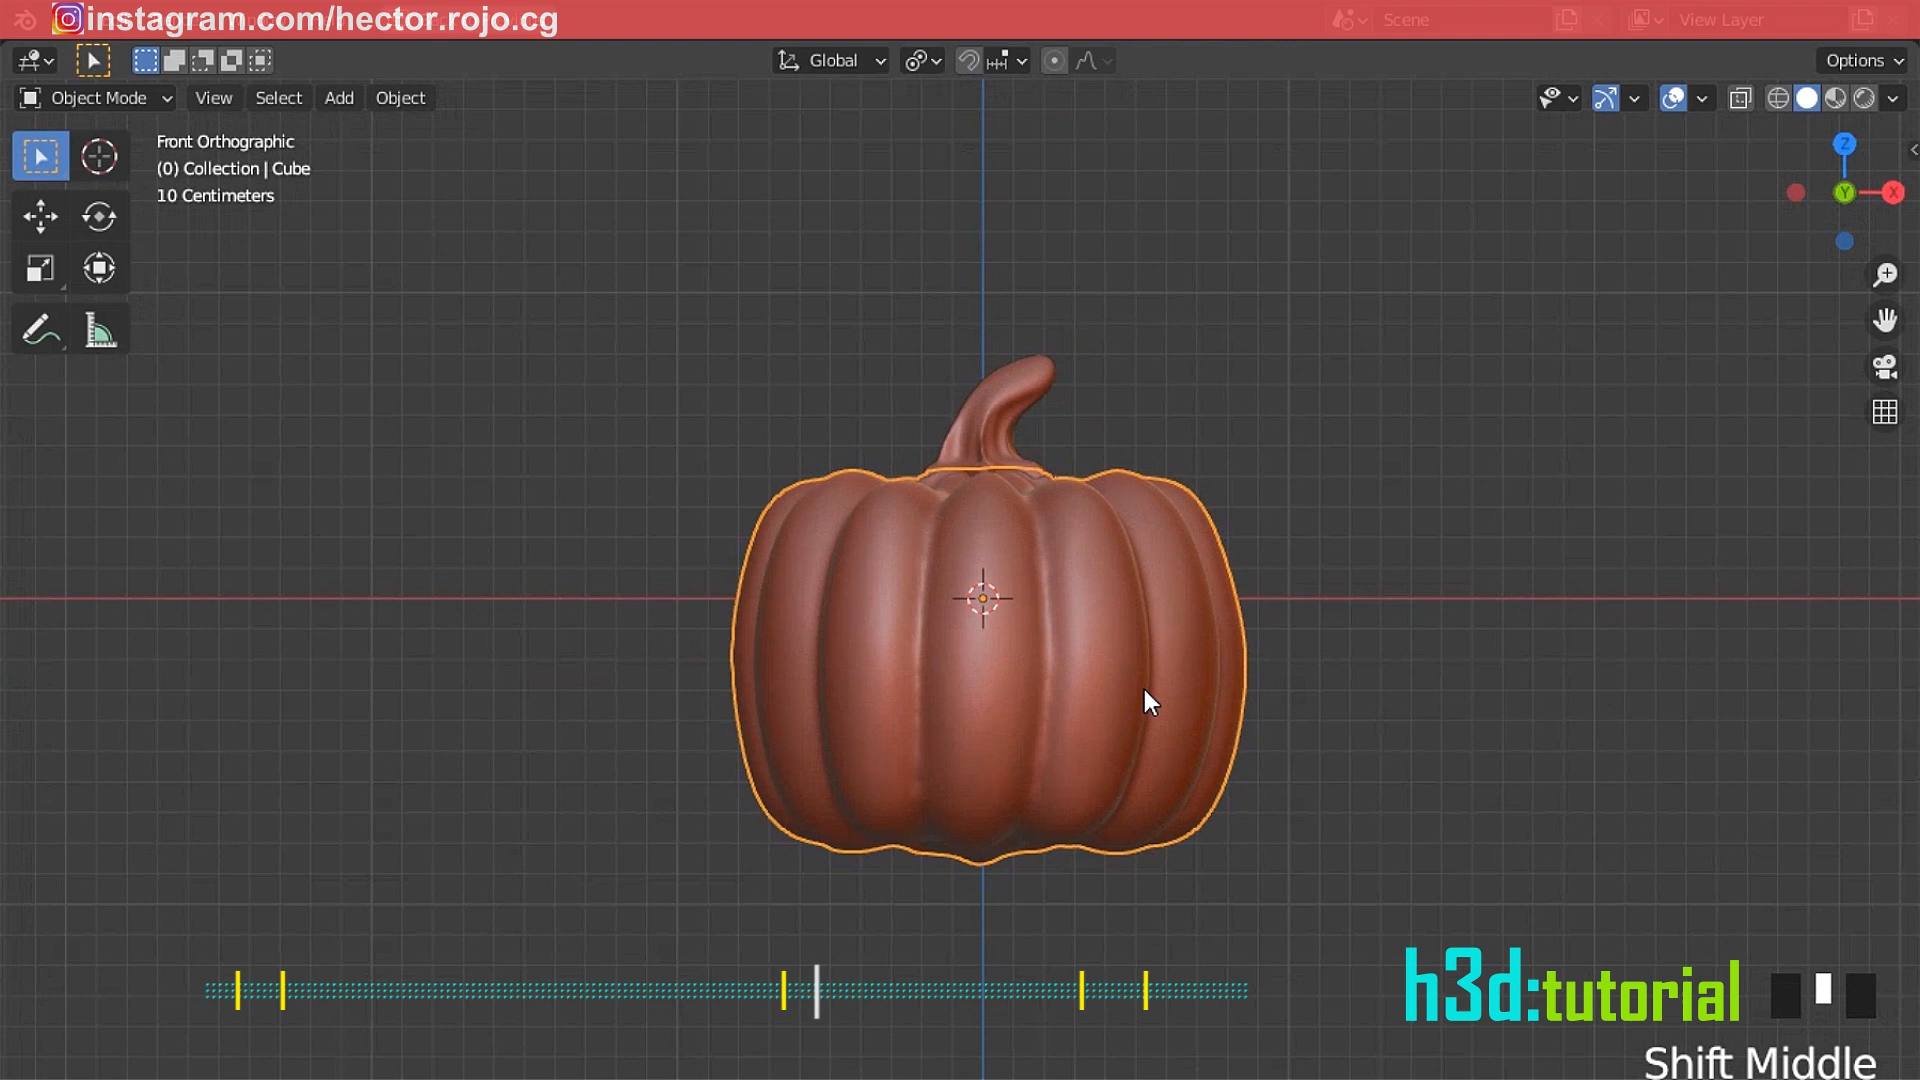 instagram.com/hector.rojo.cg
Scene
View Layer
Global
Options
Object Mode View Select Add Object
Front Orthographic
(0) Collection | Cube
10 Centimeters
Z
Y
X
h3d:tutorial
Shift Middle